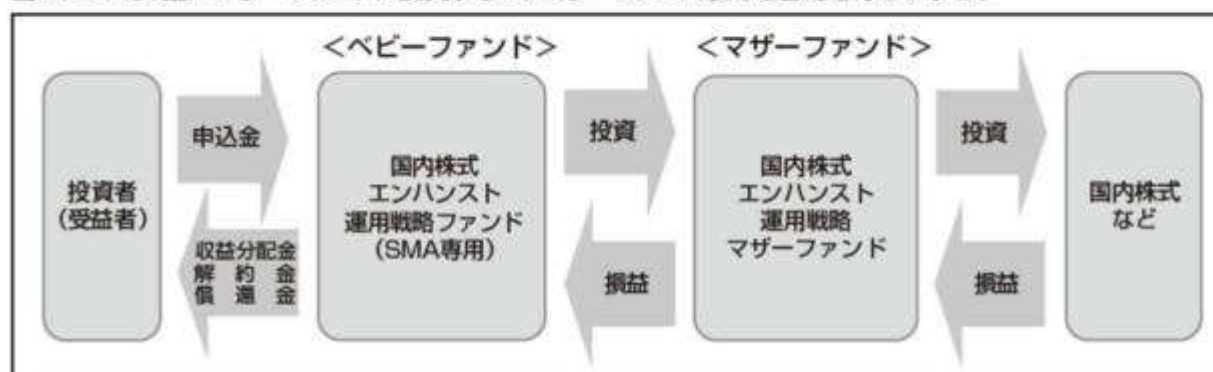 <ベビーファンド>
<マザーファンド>
投資者
(受益者)
申込金
収益分配金
解約金
償還金
国内株式
エンハンスト
運用戦略ファンド
(SMA専用)
投資
損益
国内株式
エンハンスト
運用戦略
マザーファンド
投資
損益
国内株式
など